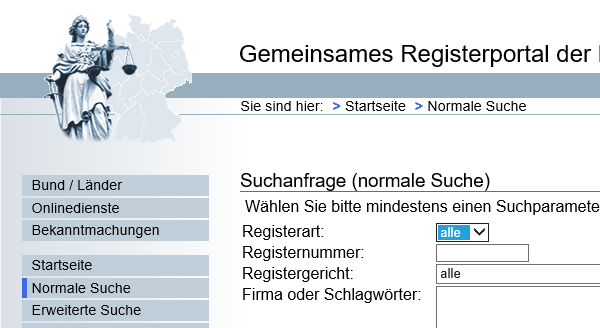 Gemeinsames Registerportal der
Sie sind hier: > Startseite > Normale Suche
Bund / Länder
Onlinedienste
Bekanntmachungen
Startseite
Normale Suche
Erweiterte Suche
Suchanfrage (normale Suche)
Wählen Sie bitte mindestens einen Suchparamete
Registerart: alle
Registernummer:
Registergericht: alle
Firma oder Schlagwörter: